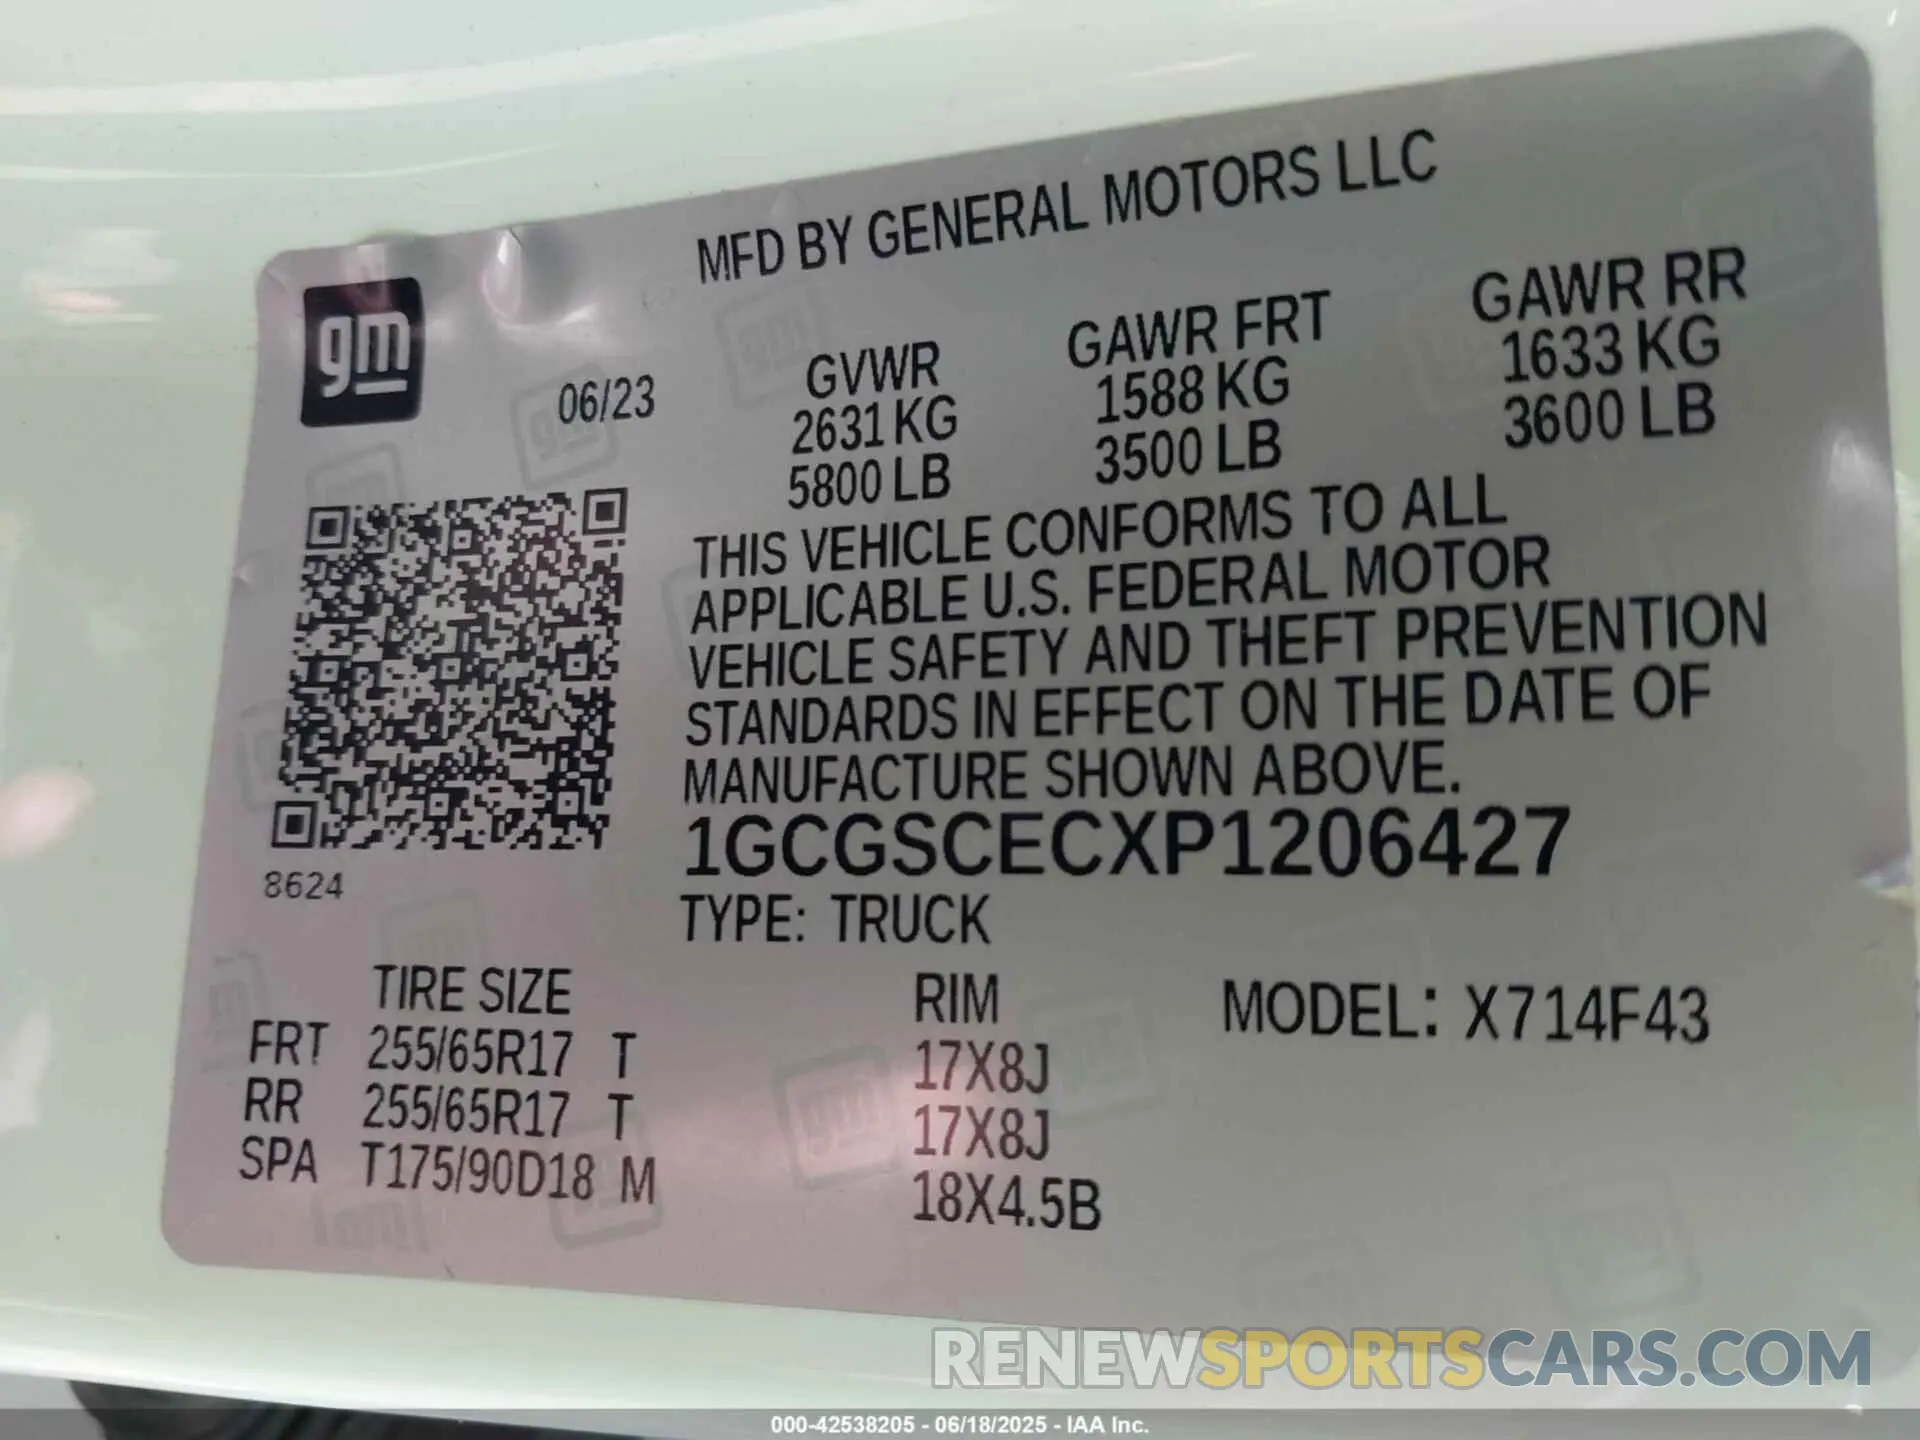 MFD BY GENERAL MOTORS LLC
gm
06/23
GVWR GAWR FRT GAWR RR
2631 KG 1588 KG 1633 KG
5800 LB 3500 LB 3600 LB
THIS VEHICLE CONFORMS TO ALL
APPLICABLE U.S. FEDERAL MOTOR
VEHICLE SAFETY AND THEFT PREVENTION
STANDARDS IN EFFECT ON THE DATE OF
MANUFACTURE SHOWN ABOVE.
1GCGSCECXP1206427
8624
TYPE: TRUCK
TIRE SIZE RIM MODEL: X714F43
FRT 255/65R17 T 17X8J
RR 255/65R17 T 17X8J
SPA T175/90D18 M 18X4.5B
RENEWSPORTSCARS.COM
000-42538205 - 06/18/2025 - IAA Inc.